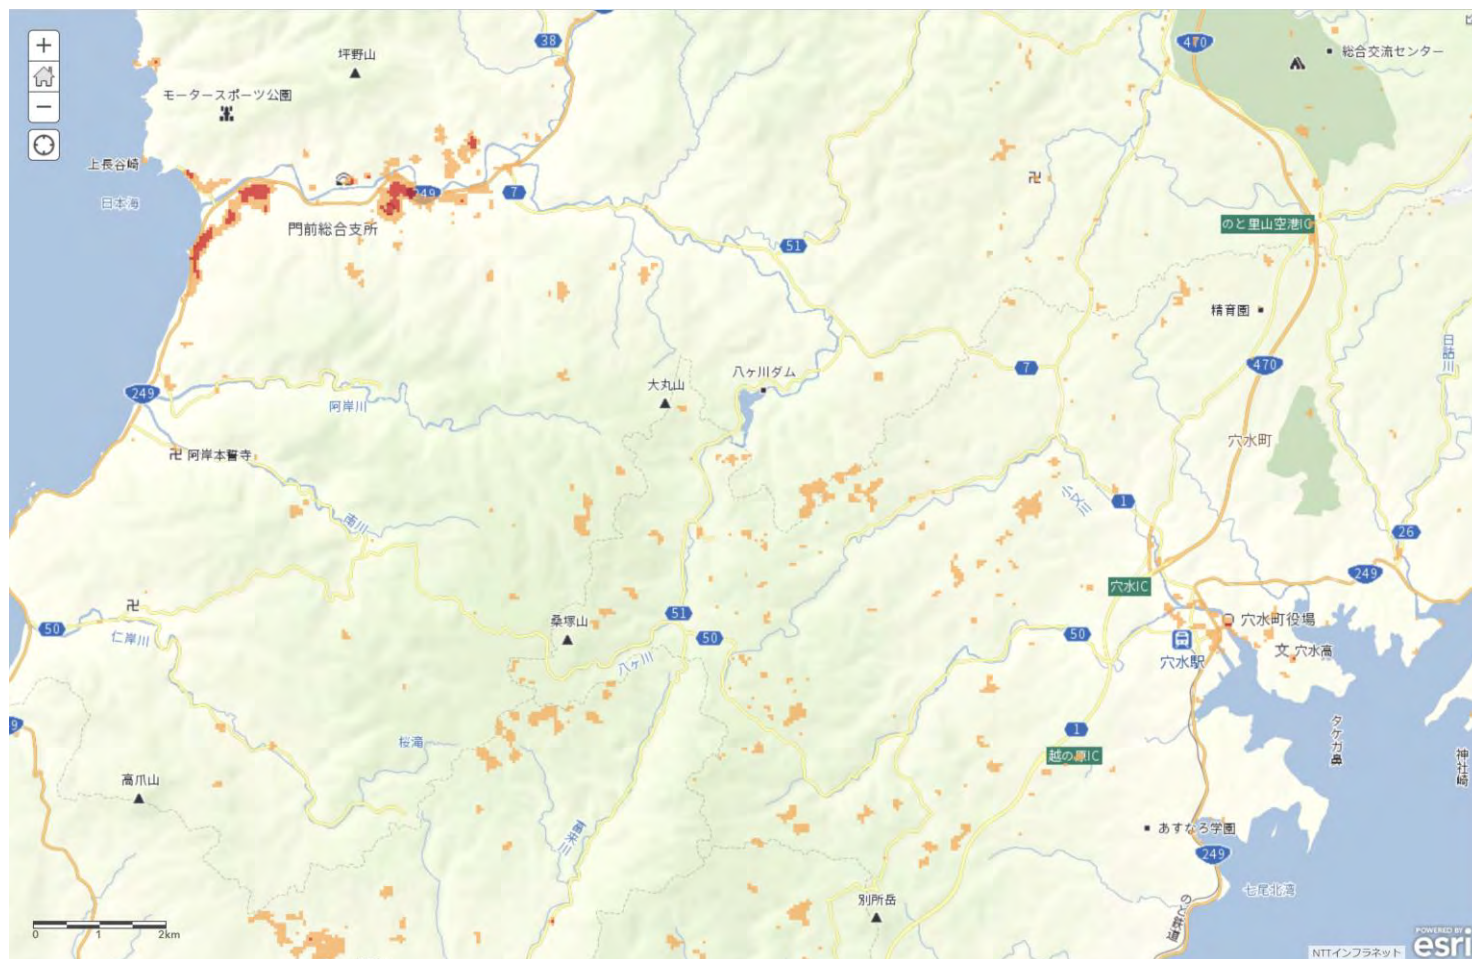 +
−
470
総合交流センター
38
坪野山
モータースポーツ公園
上長谷崎
日本海
249
7
門前総合支所
51
のと里山空港IC
精育園
日詰川
7
470
八ヶ川ダム
大丸山
249
阿岸川
穴水町
阿岸本誓寺
小又川
1
南川
26
249
穴水IC
桑塚山
51
50
50
仁岸川
50
穴水町役場
文 穴水高
穴水駅
八ヶ川
桜滝
1
越の原IC
タケガ鼻
神社崎
9
高爪山
富来川
あすなろ学園
249
七尾北湾
別所岳
のと鉄道
0 1 2km
NTTインフラネット
POWERED BY
esri